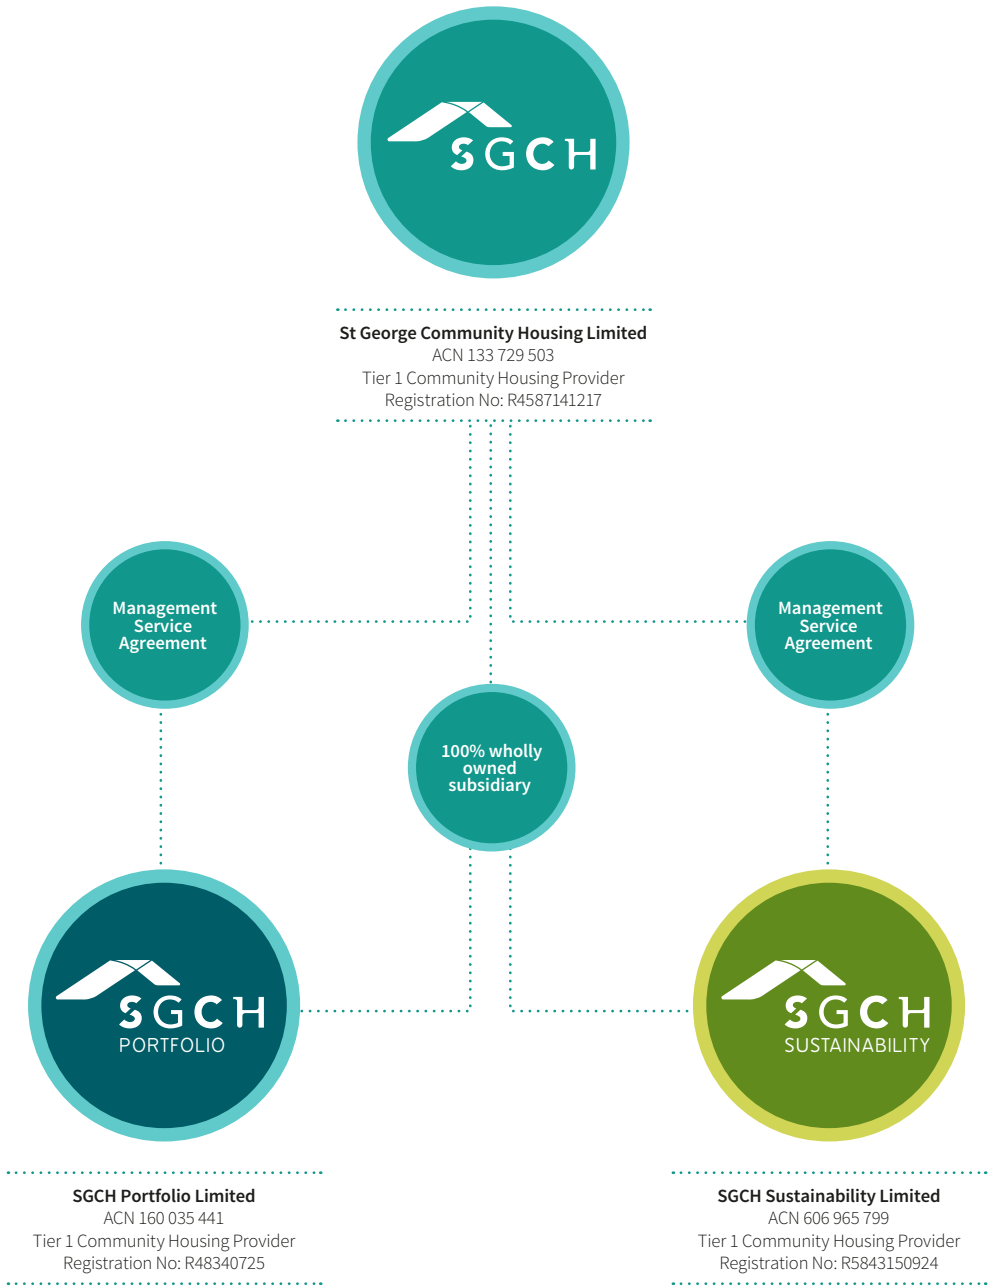 SGCH
St George Community Housing Limited
ACN 133 729 503
Tier 1 Community Housing Provider
Registration No: R4587141217
Management
Service
Agreement
Management
Service
Agreement
100% wholly
owned
subsidiary
SGCH
PORTFOLIO
SGCH
SUSTAINABILITY
SGCH Portfolio Limited
ACN 160 035 441
Tier 1 Community Housing Provider
Registration No: R48340725
SGCH Sustainability Limited
ACN 606 965 799
Tier 1 Community Housing Provider
Registration No: R5843150924